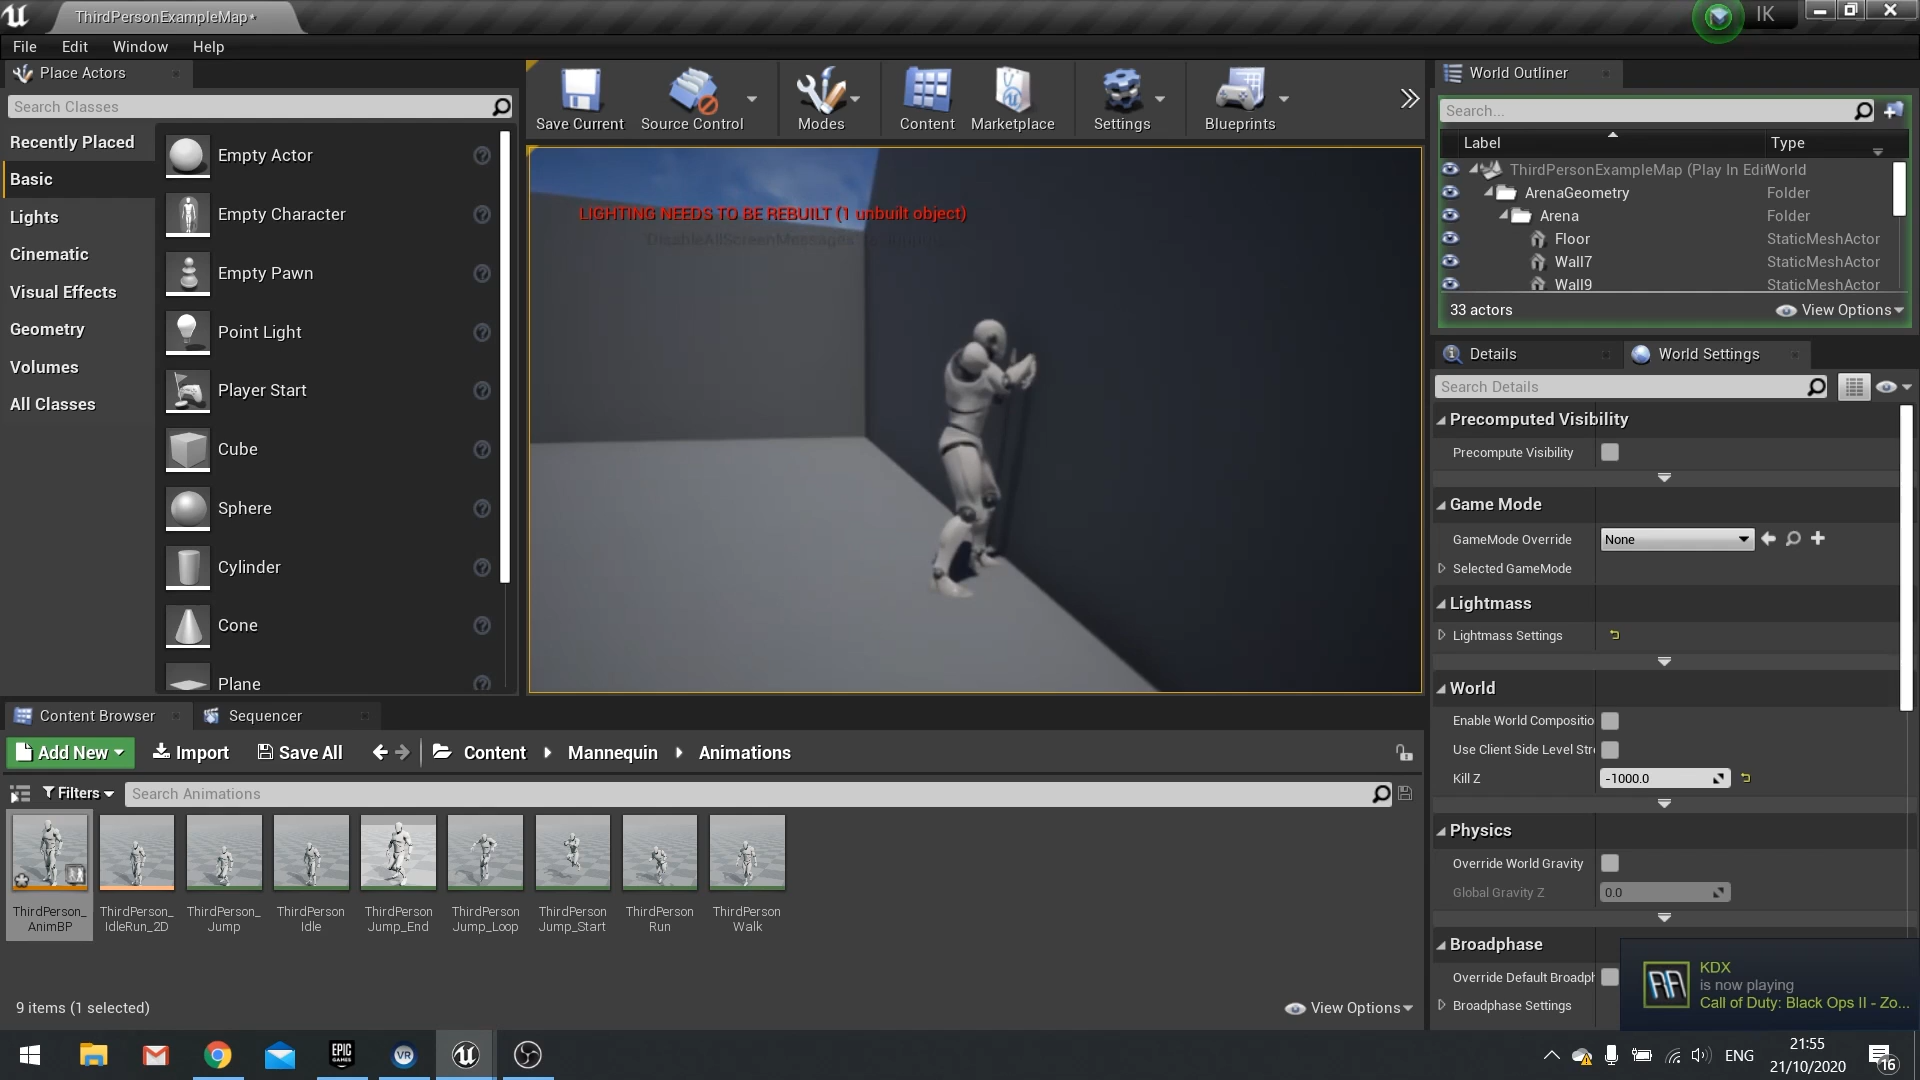 ThirdPersonExampleMap*
IK
File Edit Window Help
Place Actors
Search Classes
Recently Placed
Basic
Lights
Cinematic
Visual Effects
Geometry
Volumes
All Classes
Empty Actor
Empty Character
Empty Pawn
Point Light
Player Start
Cube
Sphere
Cylinder
Cone
Plane
Save Current Source Control Modes Content Marketplace Settings Blueprints
LIGHTING NEEDS TO BE REBUILT (1 unbuilt object)
World Outliner
Search...
Label Type
ThirdPersonExampleMap (Play In Edi World
ArenaGeometry Folder
Arena Folder
Floor StaticMeshActor
Wall7 StaticMeshActor
Wall9 StaticMeshActor
33 actors View Options
Details World Settings
Search Details
Precomputed Visibility
Precompute Visibility
Game Mode
GameMode Override None
Selected GameMode
Lightmass
Lightmass Settings
World
Enable World Compositio
Use Client Side Level Str
Kill Z -1000.0
Physics
Override World Gravity
Global Gravity Z 0.0
Broadphase
Override Default Broadph
Broadphase Settings
Content Browser Sequencer
Add New Import Save All Content Mannequin Animations
Filters Search Animations
ThirdPerson_
AnimBP
ThirdPerson_
IdleRun_2D
ThirdPerson_
Jump
ThirdPerson
Idle
ThirdPerson
Jump_End
ThirdPerson
Jump_Loop
ThirdPerson
Jump_Start
ThirdPerson
Run
ThirdPerson
Walk
9 items (1 selected) View Options
KDX
is now playing
Call of Duty: Black Ops II - Zo...
EPIC
GAMES
VR
ENG
21:55
21/10/2020
16